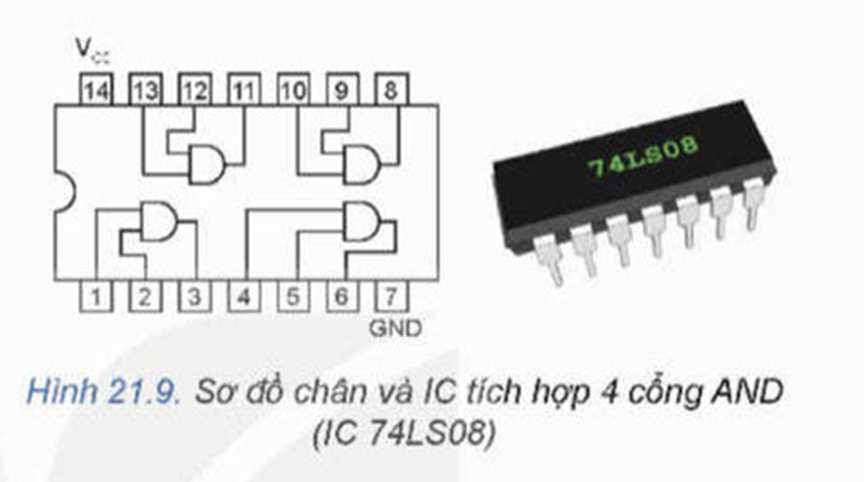 Vcc
14 13 12 11 10 9 8
74LS08
1 2 3 4 5 6 7
GND
Hình 21.9. Sơ đồ chân và IC tích hợp 4 cổng AND
(IC 74LS08)